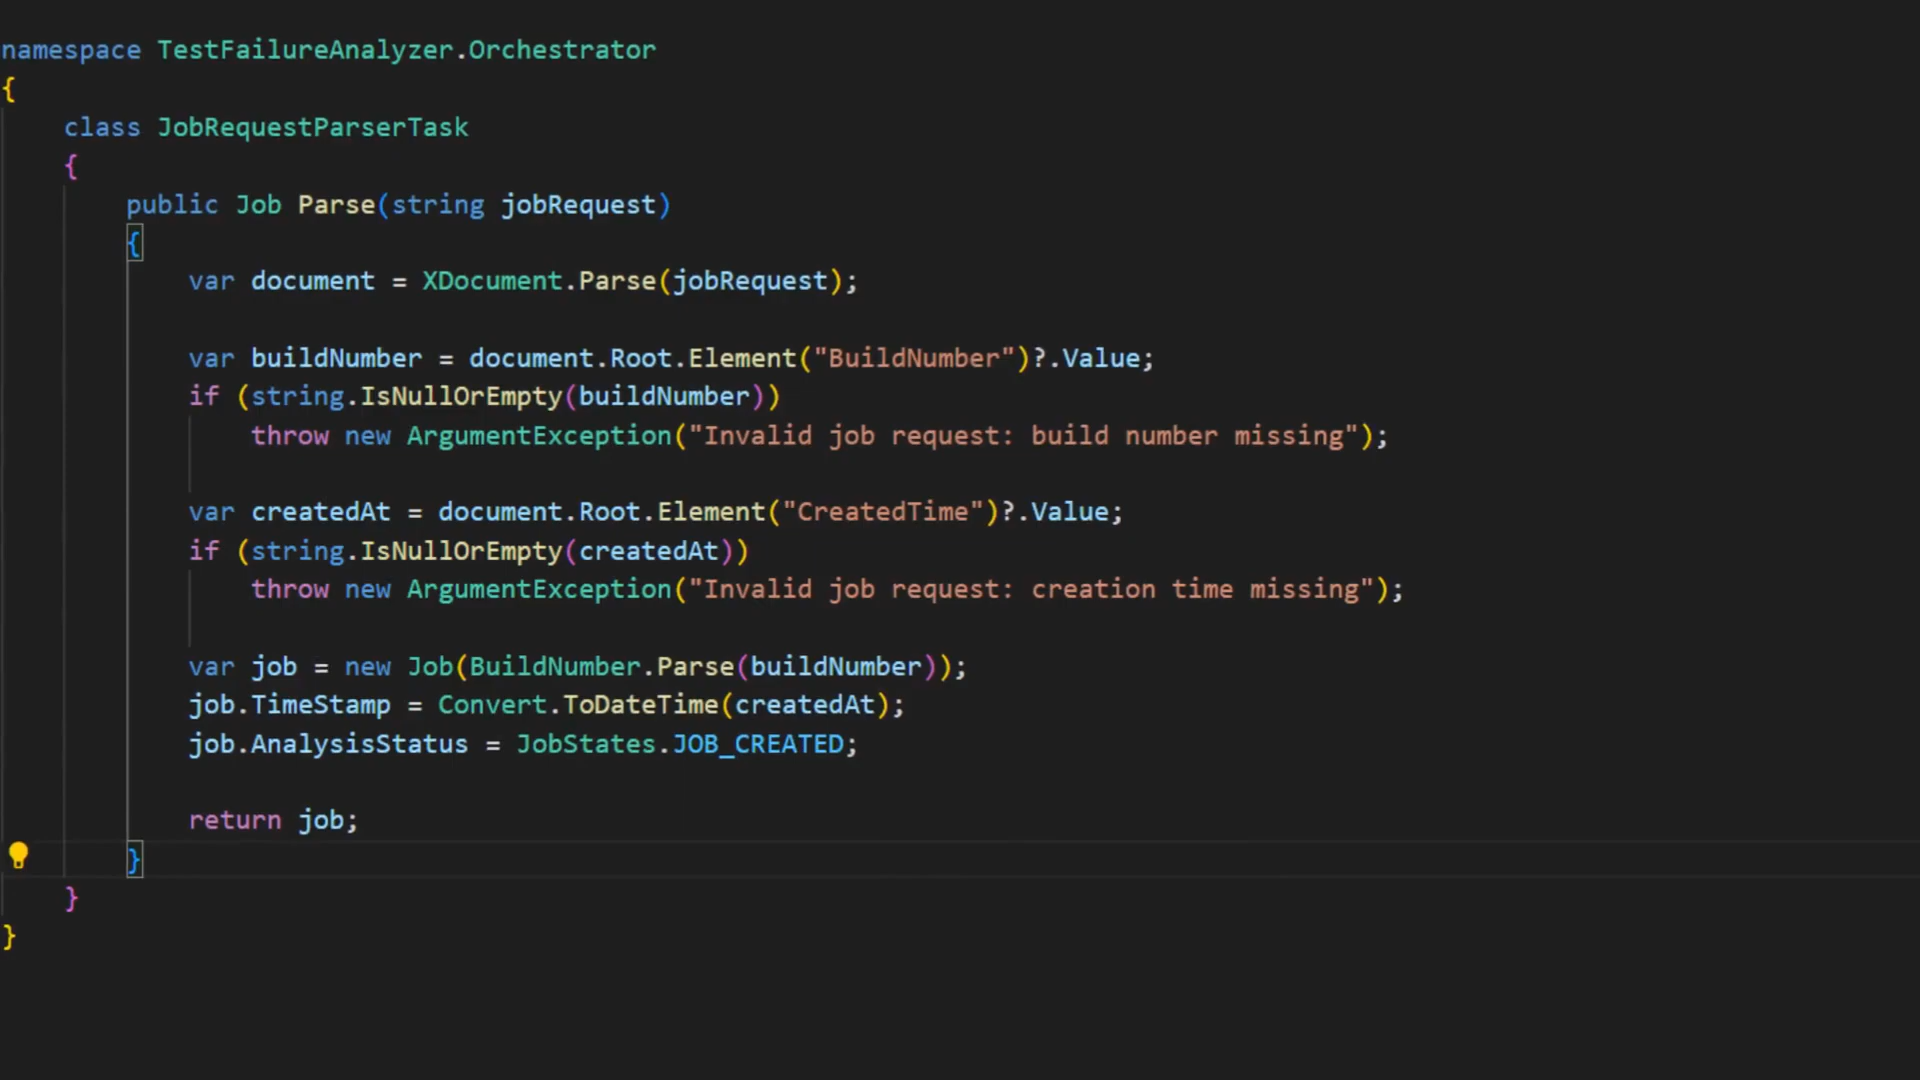 namespace TestFailureAnalyzer.Orchestrator
{
    class JobRequestParserTask
    {
        public Job Parse(string jobRequest)
        {
            var document = XDocument.Parse(jobRequest);

            var buildNumber = document.Root.Element("BuildNumber")?.Value;
            if (string.IsNullOrEmpty(buildNumber))
                throw new ArgumentException("Invalid job request: build number missing");

            var createdAt = document.Root.Element("CreatedTime")?.Value;
            if (string.IsNullOrEmpty(createdAt))
                throw new ArgumentException("Invalid job request: creation time missing");

            var job = new Job(BuildNumber.Parse(buildNumber));
            job.TimeStamp = Convert.ToDateTime(createdAt);
            job.AnalysisStatus = JobStates.JOB_CREATED;

            return job;
        }
    }
}